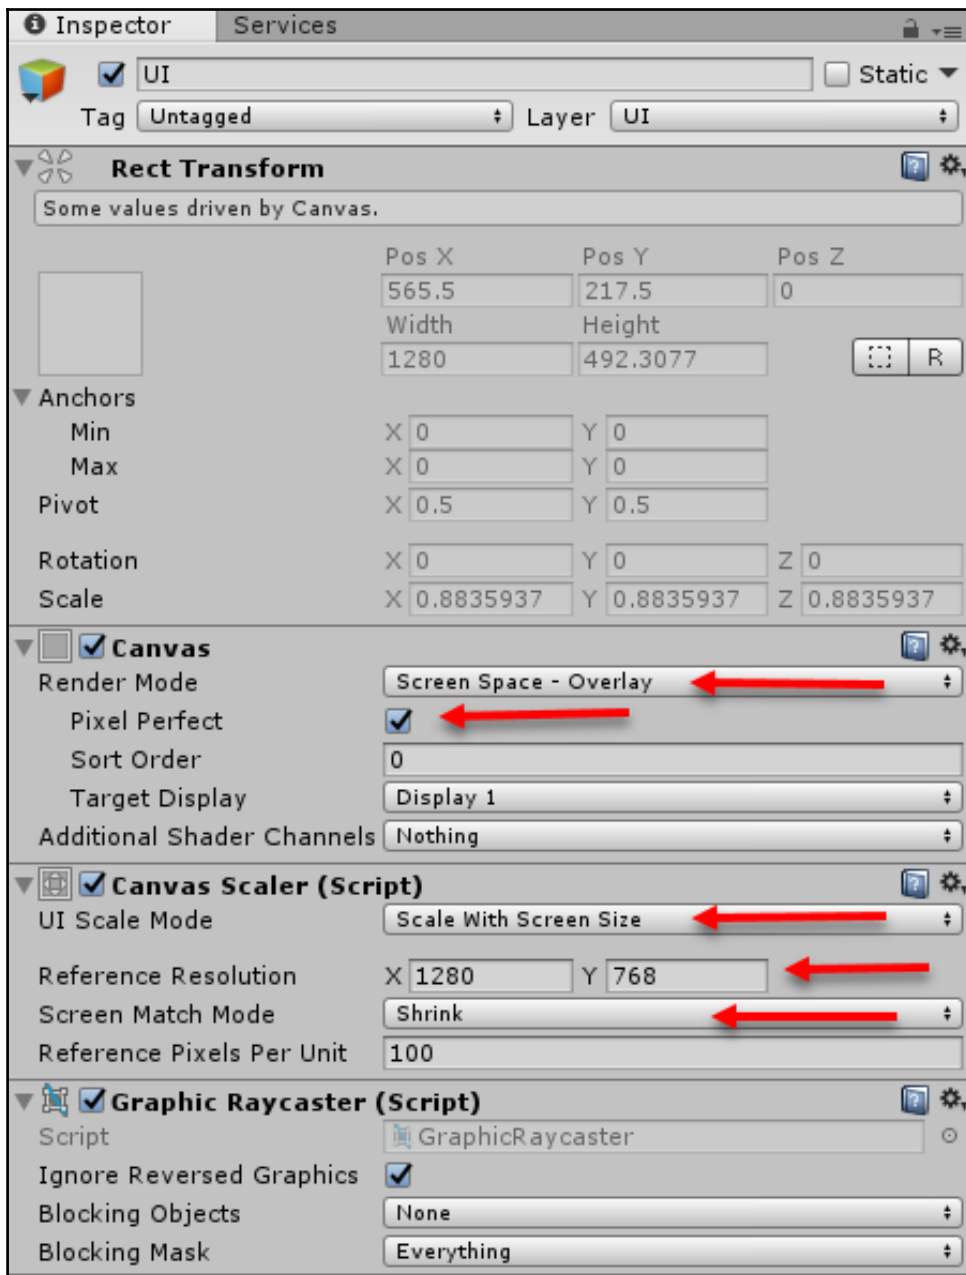 Inspector Services
UI Static
Tag Untagged Layer UI
Rect Transform
Some values driven by Canvas.
Pos X Pos Y Pos Z
565.5 217.5 0
Width Height
1280 492.3077 R
Anchors
Min X 0 Y 0
Max X 0 Y 0
Pivot X 0.5 Y 0.5
Rotation X 0 Y 0 Z 0
Scale X 0.8835937 Y 0.8835937 Z 0.8835937
Canvas
Render Mode Screen Space - Overlay
Pixel Perfect
Sort Order 0
Target Display Display 1
Additional Shader Channels Nothing
Canvas Scaler (Script)
UI Scale Mode Scale With Screen Size
Reference Resolution X 1280 Y 768
Screen Match Mode Shrink
Reference Pixels Per Unit 100
Graphic Raycaster (Script)
Script GraphicRaycaster
Ignore Reversed Graphics
Blocking Objects None
Blocking Mask Everything